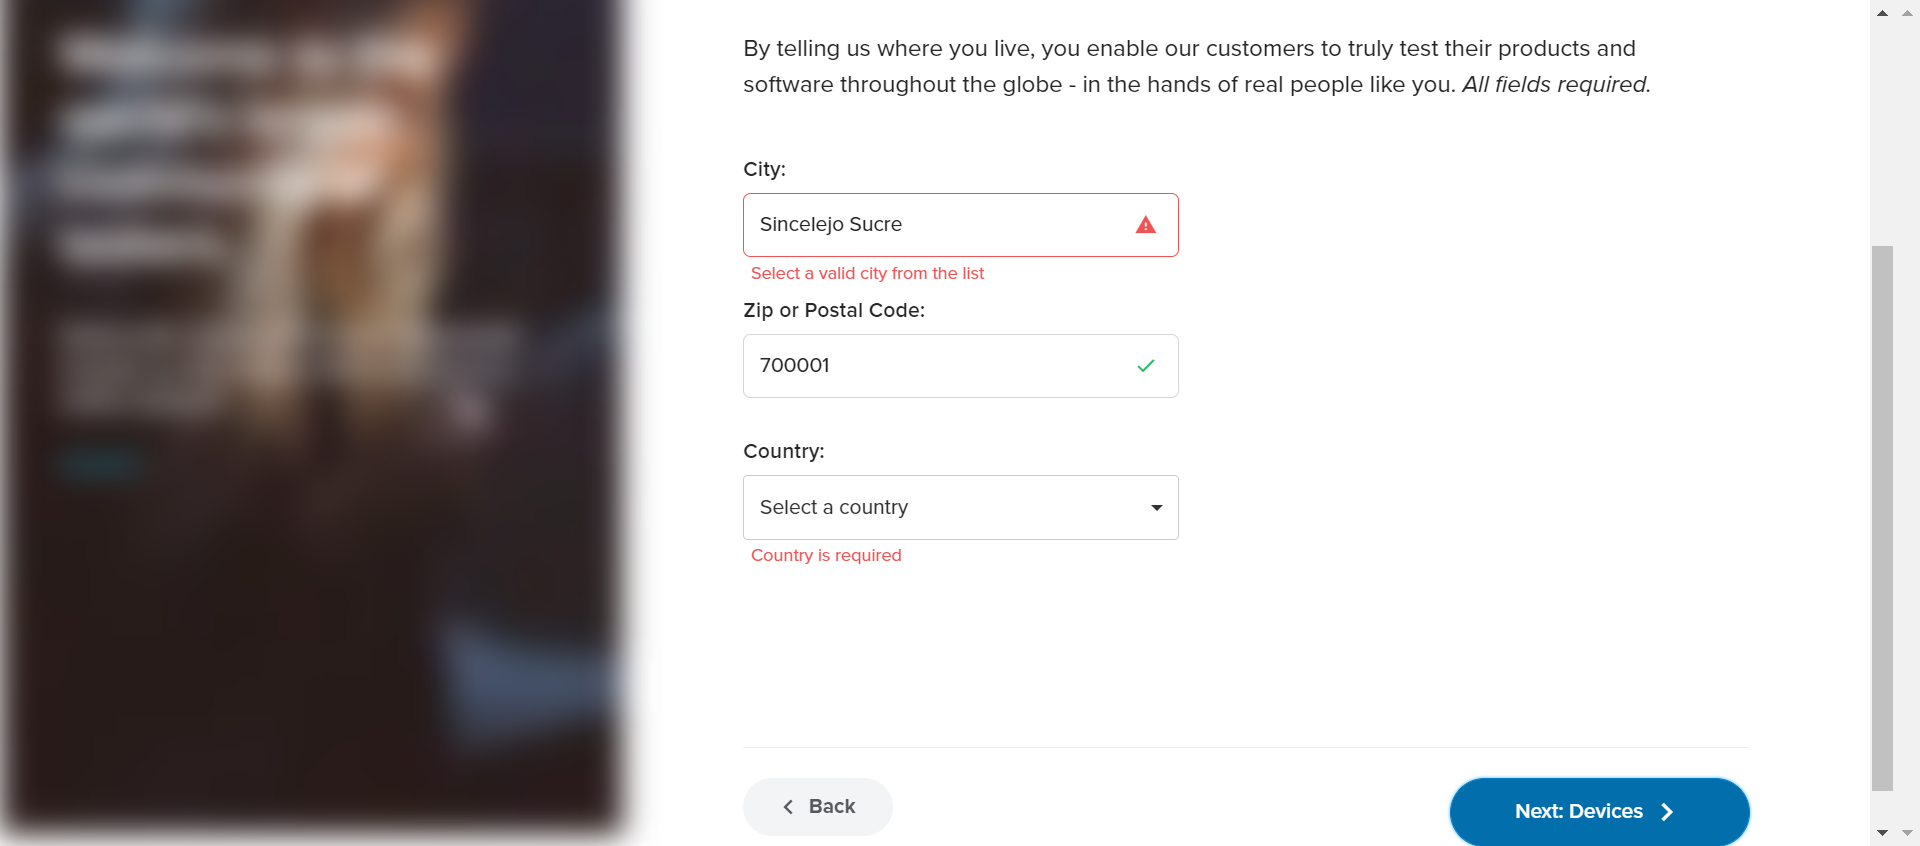 By telling us where you live, you enable our customers to truly test their products and
software throughout the globe - in the hands of real people like you. All fields required.
City:
Sincelejo Sucre
Select a valid city from the list
Zip or Postal Code:
700001
Country:
Select a country
Country is required
Back
Next: Devices